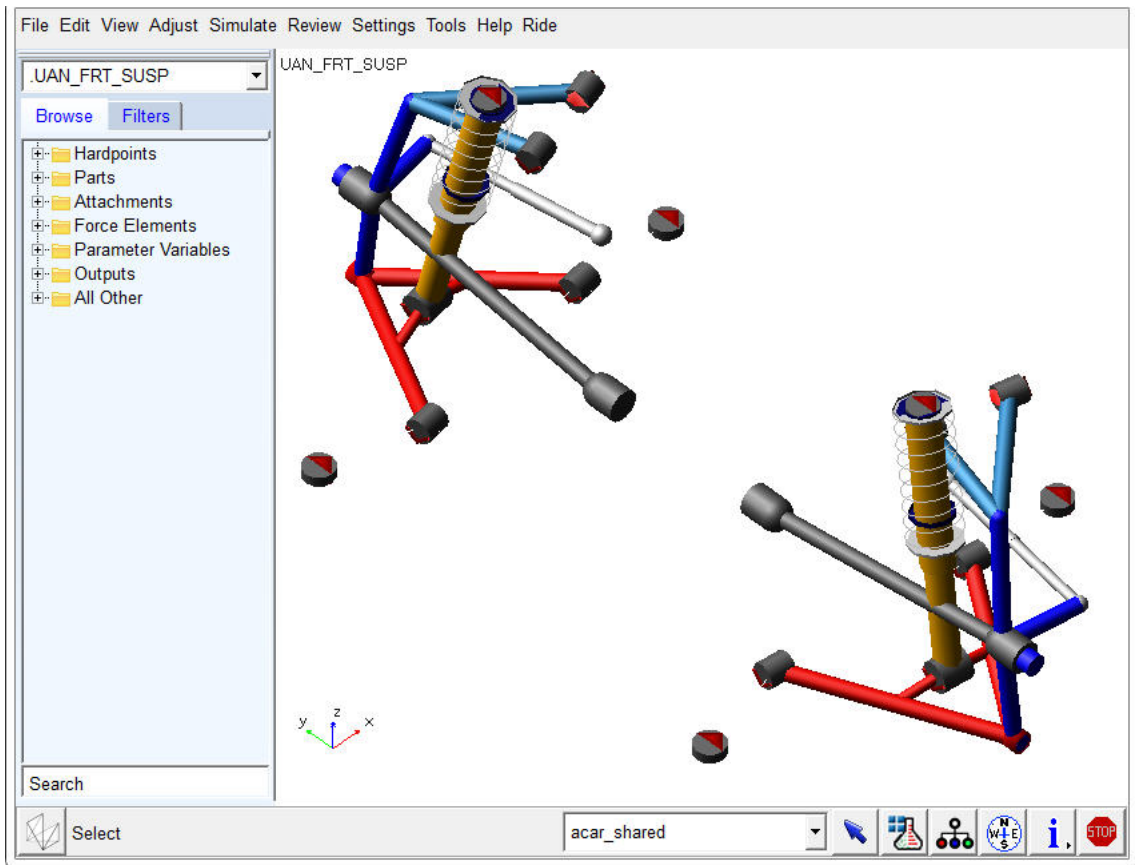 File Edit View Adjust Simulate Review Settings Tools Help Ride
.UAN_FRT_SUSP
UAN_FRT_SUSP
Browse Filters
Hardpoints
Parts
Attachments
Force Elements
Parameter Variables
Outputs
All Other
y z x
Search
Select
acar_shared
N
W E
S
i
STOP